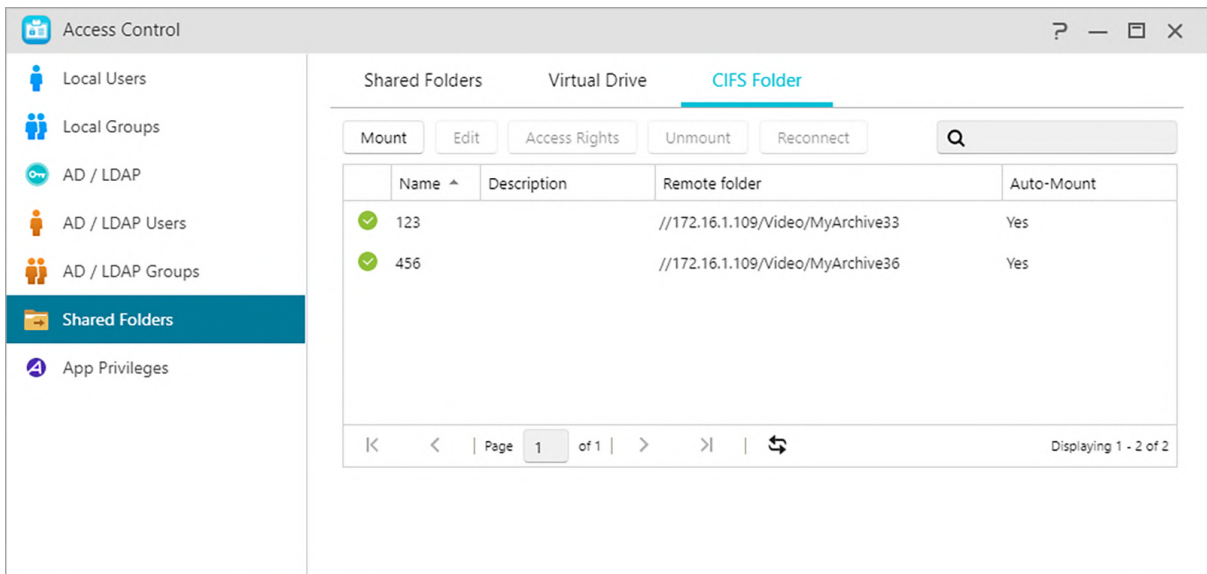 Access Control
Local Users
Local Groups
AD / LDAP
AD / LDAP Users
AD / LDAP Groups
Shared Folders
App Privileges
Shared Folders Virtual Drive CIFS Folder
Mount Edit Access Rights Unmount Reconnect
Name Description Remote folder Auto-Mount
123 //172.16.1.109/Video/MyArchive33 Yes
456 //172.16.1.109/Video/MyArchive36 Yes
Page 1 of 1 Displaying 1 - 2 of 2